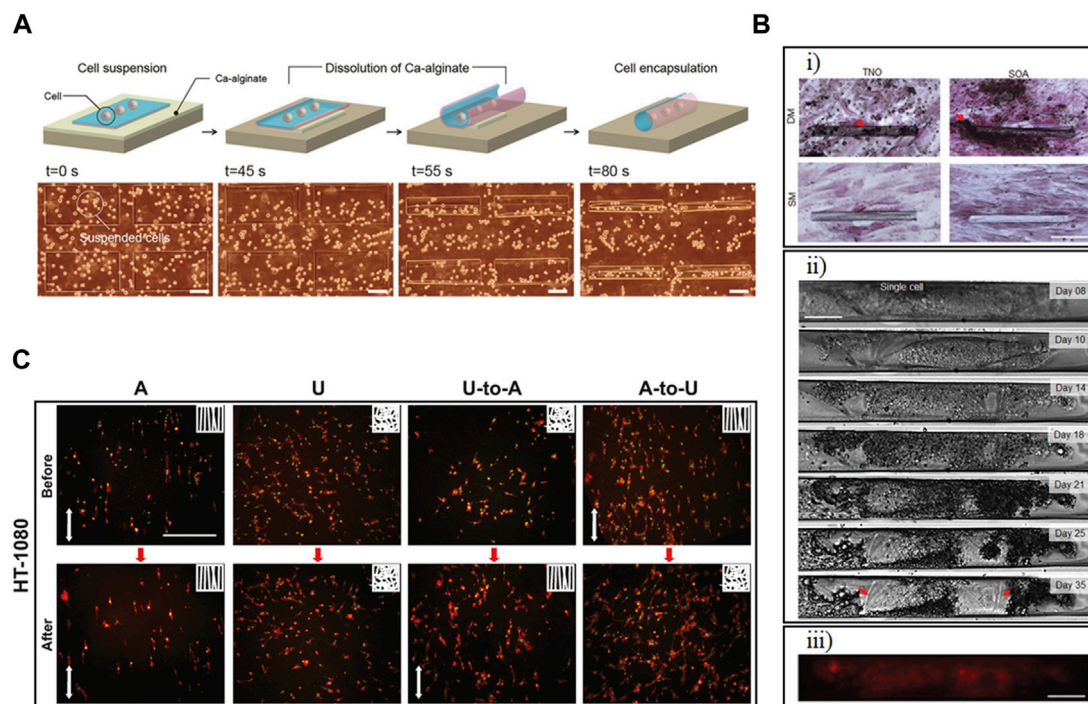 A
Cell suspension
Dissolution of Ca-alginate
Cell encapsulation
Cell
Ca-alginate
t=0 s
t=45 s
t=55 s
t=80 s
Suspended cells
B
i)
TNO
SOA
DM
SM
ii)
Single cell
Day 08
Day 10
Day 14
Day 18
Day 21
Day 25
Day 35
iii)
C
A
U
U-to-A
A-to-U
HT-1080
Before
After